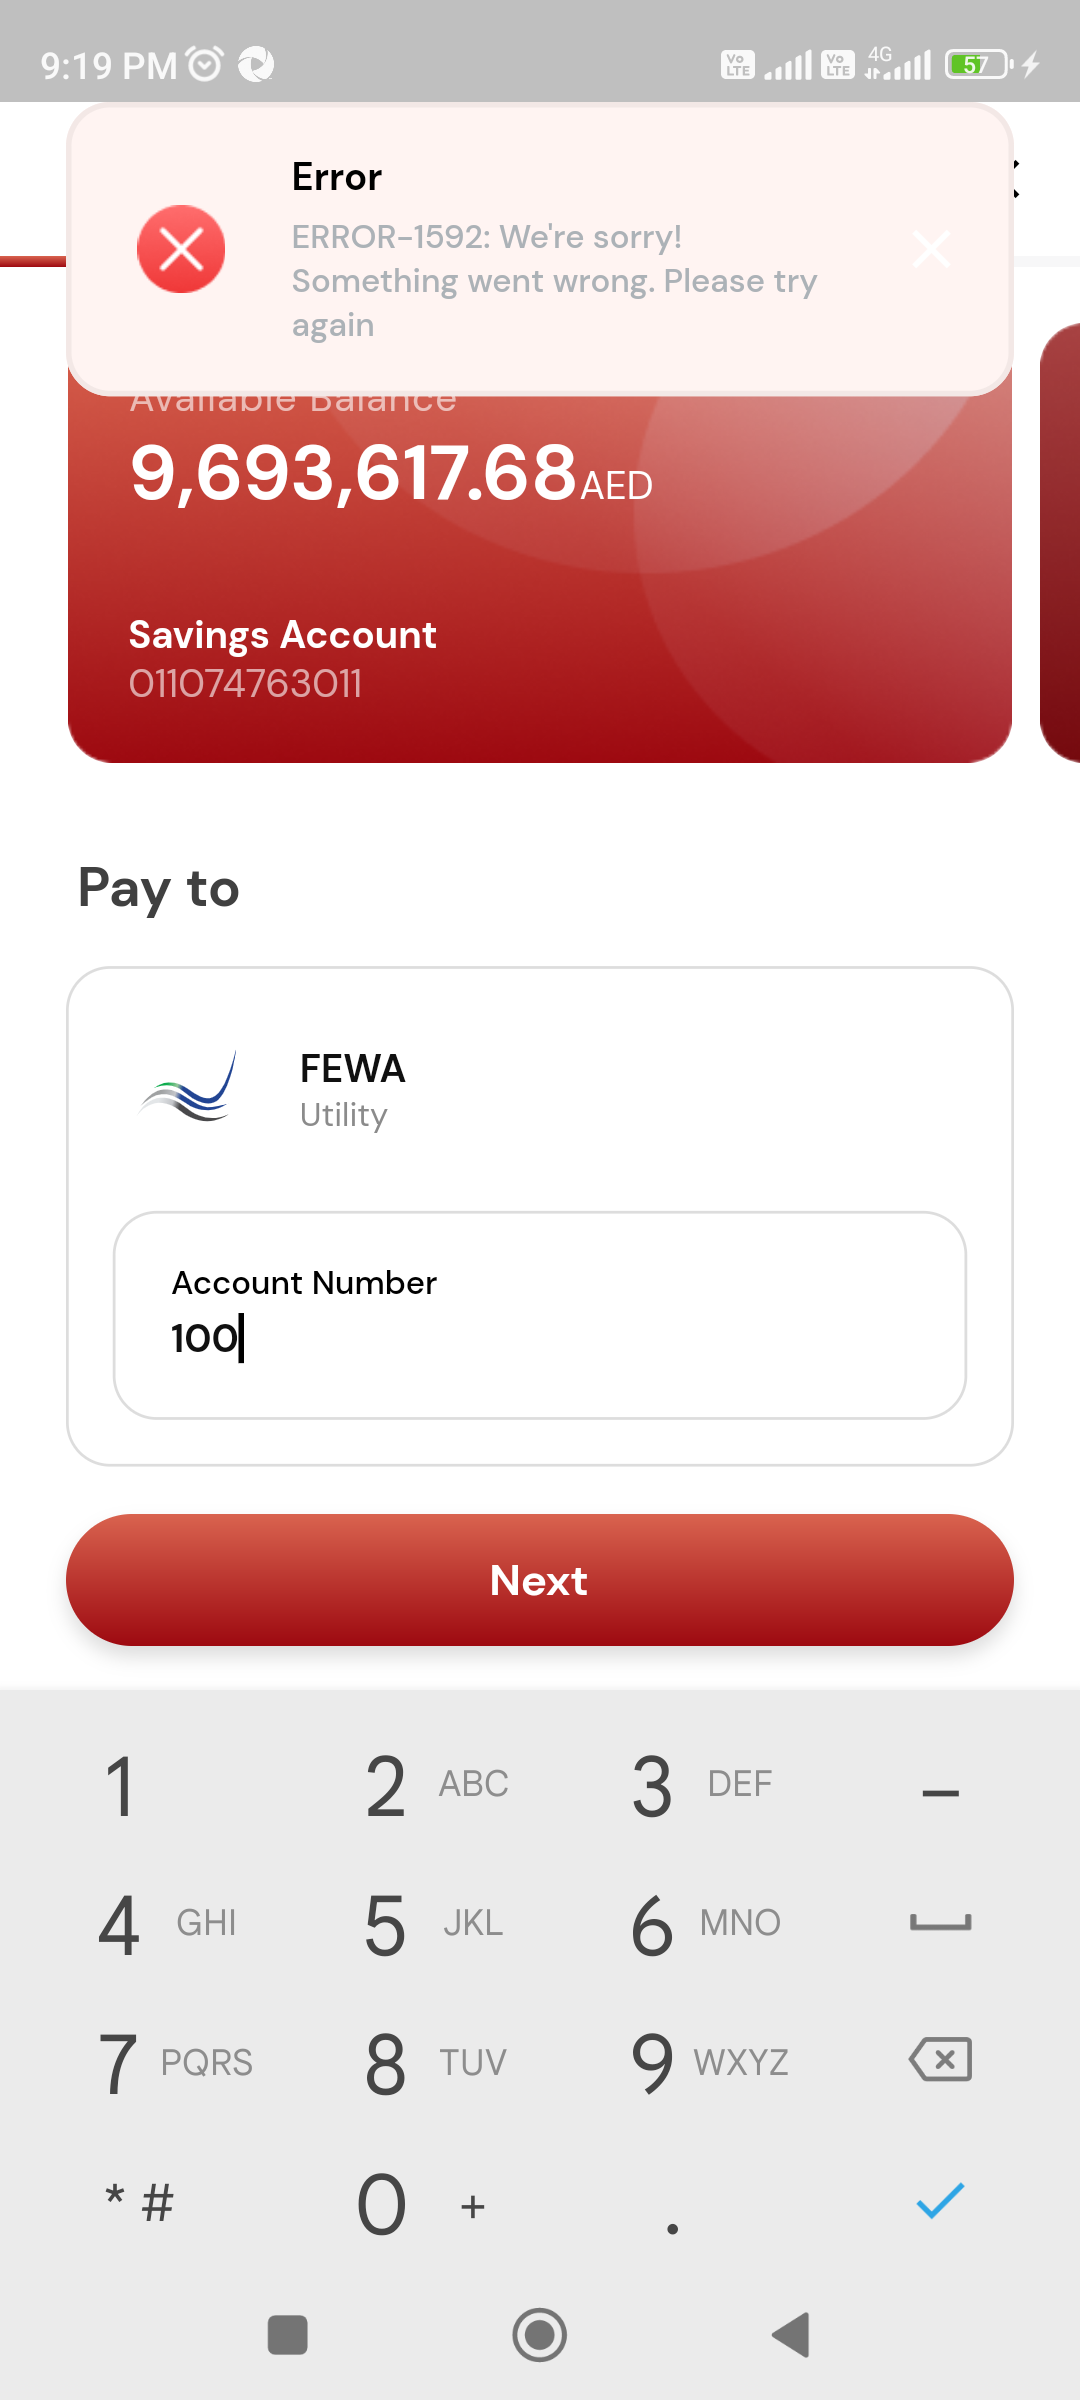 9:19 PM
Vo LTE
Vo LTE
4G
57
Error
ERROR-1592: We're sorry!
Something went wrong. Please try
again
Available Balance
9,693,617.68AED
Savings Account
011074763011
Pay to
FEWA
Utility
Account Number
100
Next
1
2 ABC
3 DEF
–
4 GHI
5 JKL
6 MNO
7 PQRS
8 TUV
9 WXYZ
* #
0 +
.